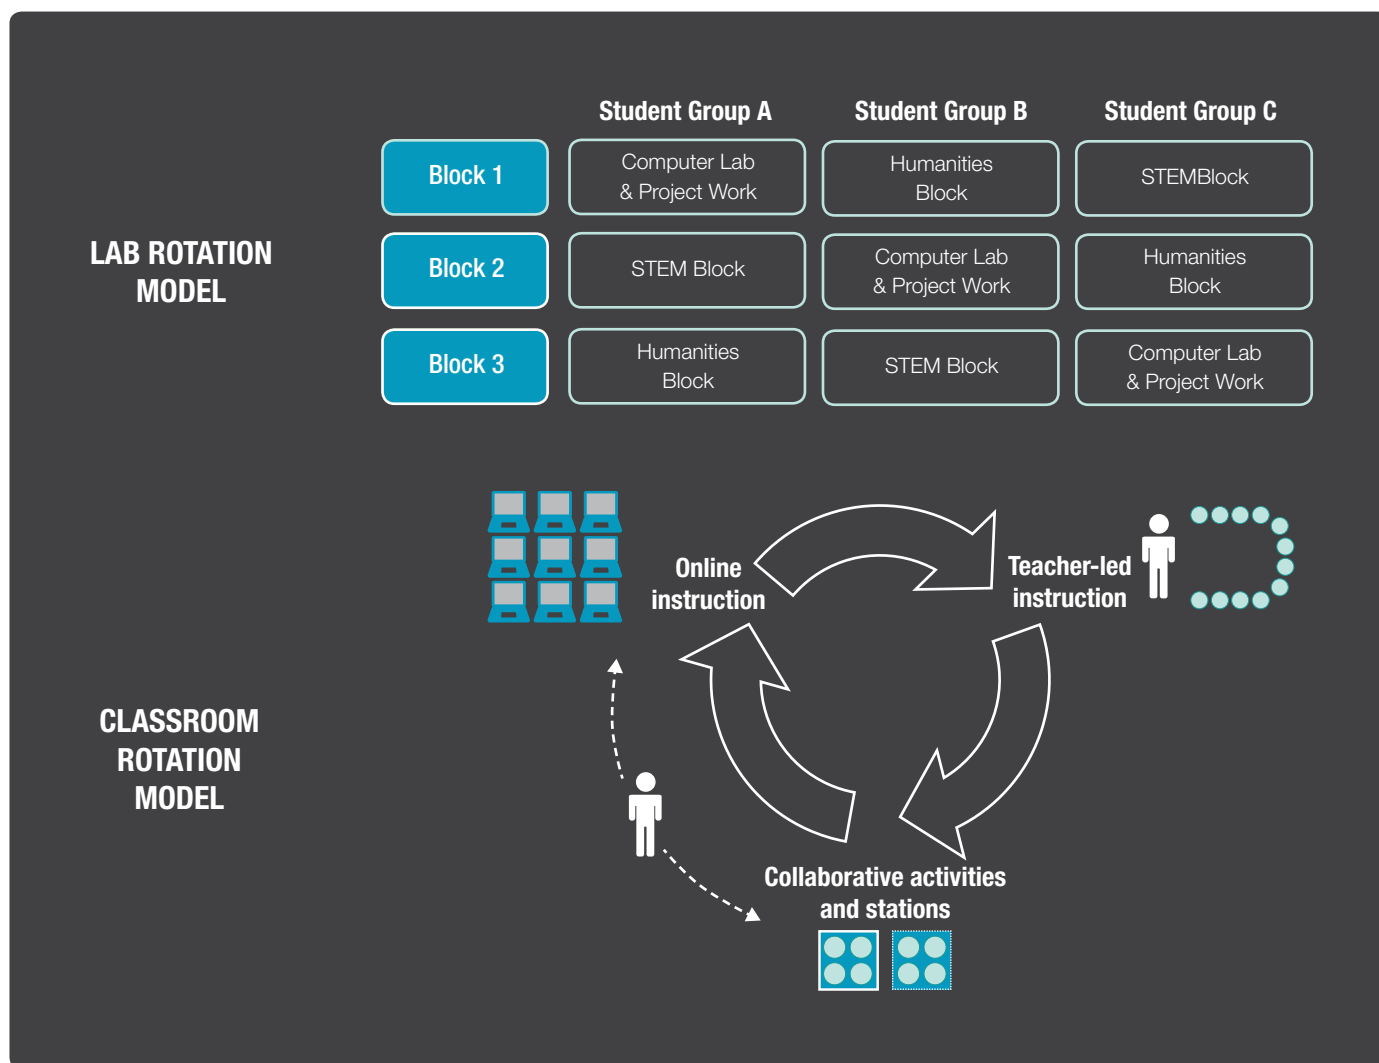 Student Group A
Student Group B
Student Group C
Block 1
Computer Lab
& Project Work
Humanities
Block
STEMBlock
LAB ROTATION
MODEL
Block 2
STEM Block
Computer Lab
& Project Work
Humanities
Block
Block 3
Humanities
Block
STEM Block
Computer Lab
& Project Work
Online
instruction
Teacher-led
instruction
CLASSROOM
ROTATION
MODEL
Collaborative activities
and stations